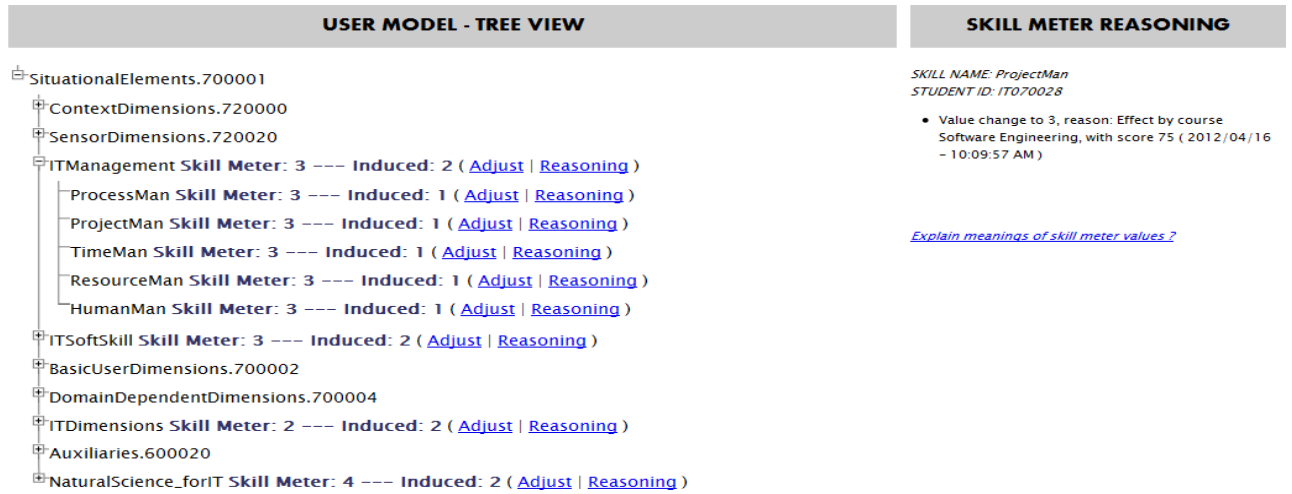 USER MODEL - TREE VIEW
SituationalElements.700001
ContextDimensions.720000
SensorDimensions.720020
ITManagement Skill Meter: 3 --- Induced: 2 ( Adjust | Reasoning )
ProcessMan Skill Meter: 3 --- Induced: 1 ( Adjust | Reasoning )
ProjectMan Skill Meter: 3 --- Induced: 1 ( Adjust | Reasoning )
TimeMan Skill Meter: 3 --- Induced: 1 ( Adjust | Reasoning )
ResourceMan Skill Meter: 3 --- Induced: 1 ( Adjust | Reasoning )
HumanMan Skill Meter: 3 --- Induced: 1 ( Adjust | Reasoning )
ITSoftSkill Skill Meter: 3 --- Induced: 2 ( Adjust | Reasoning )
BasicUserDimensions.700002
DomainDependentDimensions.700004
ITDimensions Skill Meter: 2 --- Induced: 2 ( Adjust | Reasoning )
Auxiliaries.600020
NaturalScience_forIT Skill Meter: 4 --- Induced: 2 ( Adjust | Reasoning )
SKILL METER REASONING
SKILL NAME: ProjectMan
STUDENT ID: IT070028
• Value change to 3, reason: Effect by course
Software Engineering, with score 75 ( 2012/04/16
- 10:09:57 AM )
Explain meanings of skill meter values ?